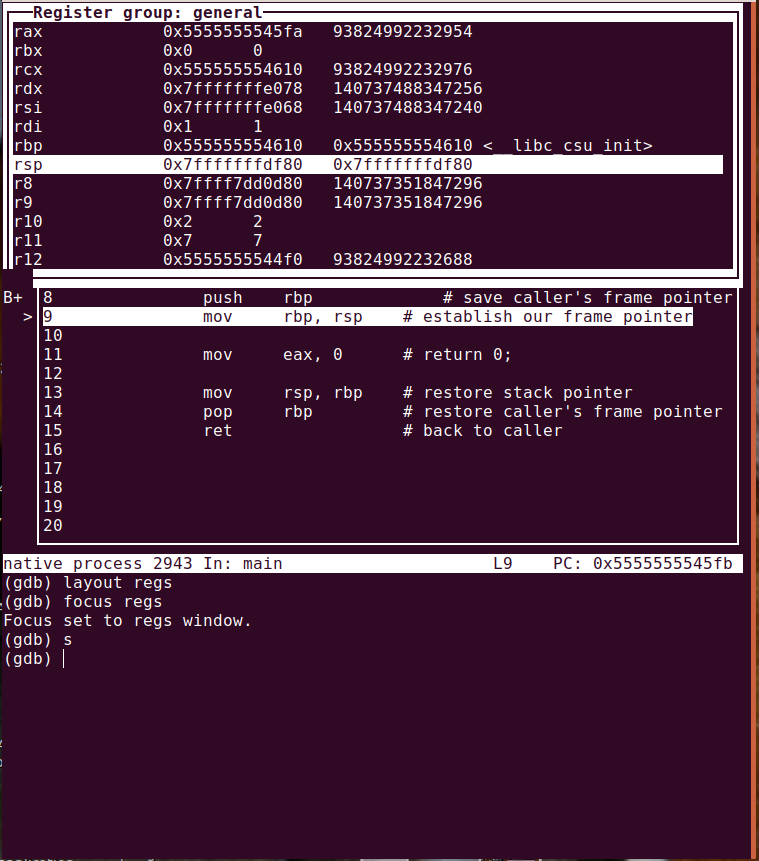 Register group: general
rax 0x5555555545fa 93824992232954
rbx 0x0 0
rcx 0x555555554610 93824992232976
rdx 0x7fffffffe078 140737488347256
rsi 0x7fffffffe068 140737488347240
rdi 0x1 1
rbp 0x555555554610 0x555555554610 <__libc_csu_init>
rsp 0x7fffffffdf80 0x7fffffffdf80
r8 0x7ffff7dd0d80 140737351847296
r9 0x7ffff7dd0d80 140737351847296
r10 0x2 2
r11 0x7 7
r12 0x5555555544f0 93824992232688
B+ 8 push rbp # save caller's frame pointer
> 9 mov rbp, rsp # establish our frame pointer
10
11 mov eax, 0 # return 0;
12
13 mov rsp, rbp # restore stack pointer
14 pop rbp # restore caller's frame pointer
15 ret # back to caller
16
17
18
19
20
native process 2943 In: main L9 PC: 0x5555555545fb
(gdb) layout regs
(gdb) focus regs
Focus set to regs window.
(gdb) s
(gdb)